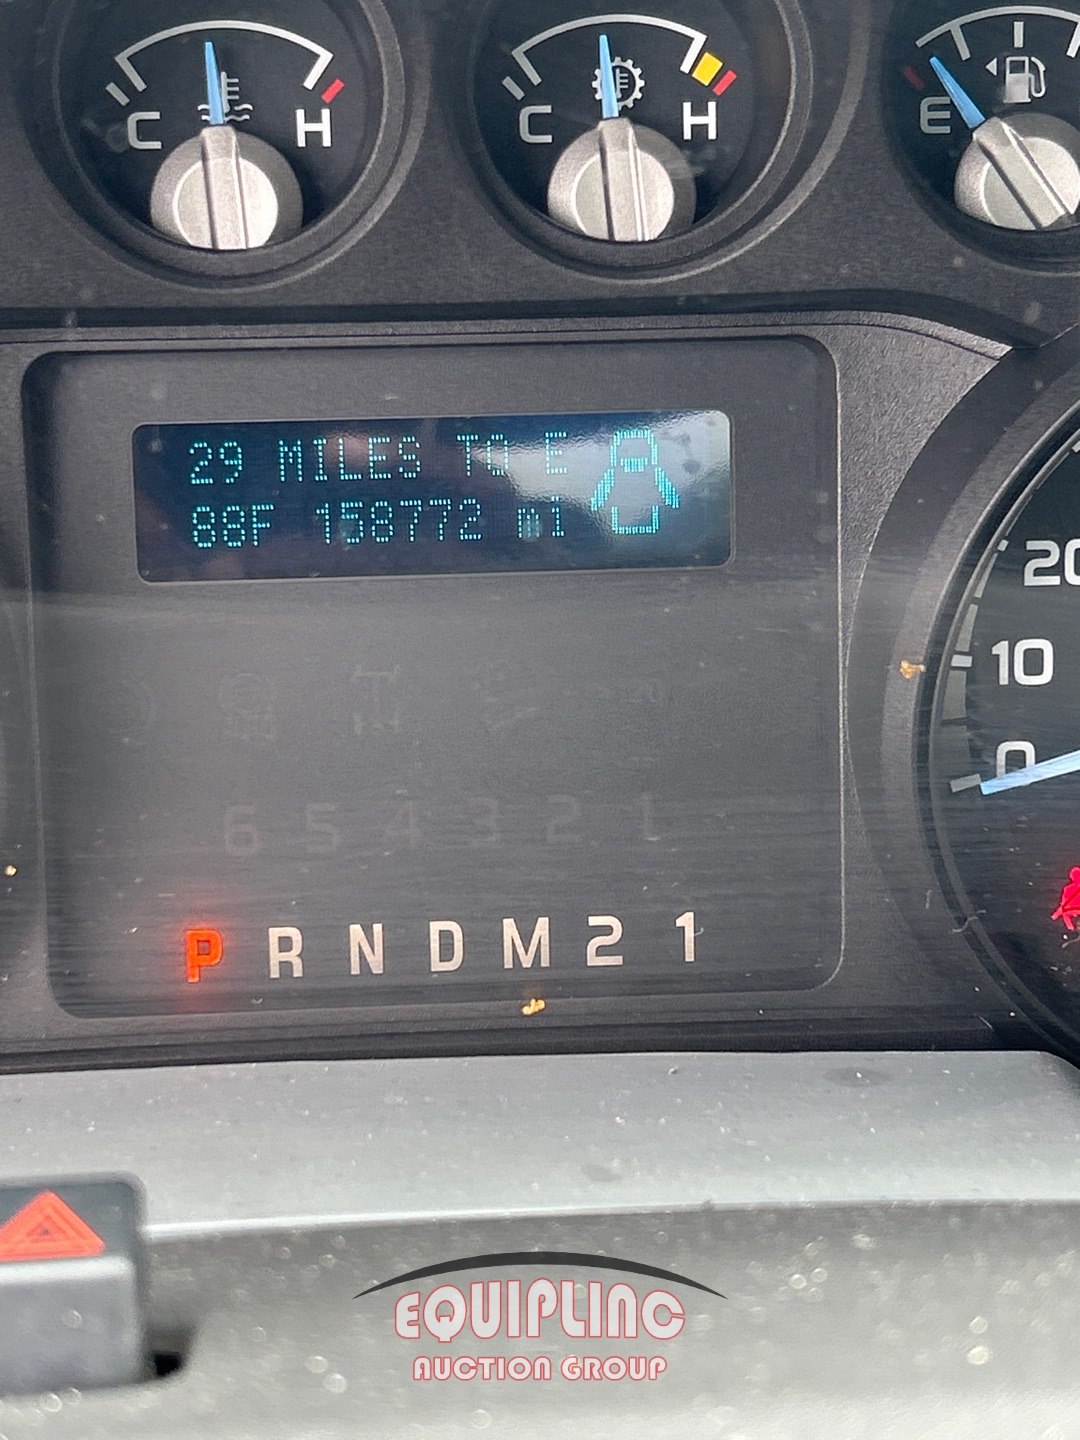 C H
C H
E
29 MILES TO E
88F 158772 mi
20
10
0
6 5 4 3 2 1
P R N D M 2 1
EQUIPLINC
AUCTION GROUP